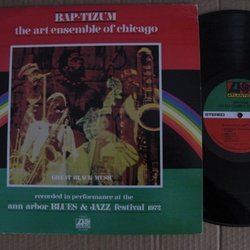 BAP-TIZUM
the art ensemble of chicago
GREAT BLACK MUSIC
recorded in performance at the
ann arbor BLUES & JAZZ festival 1972
ATLANTIC
STEREO